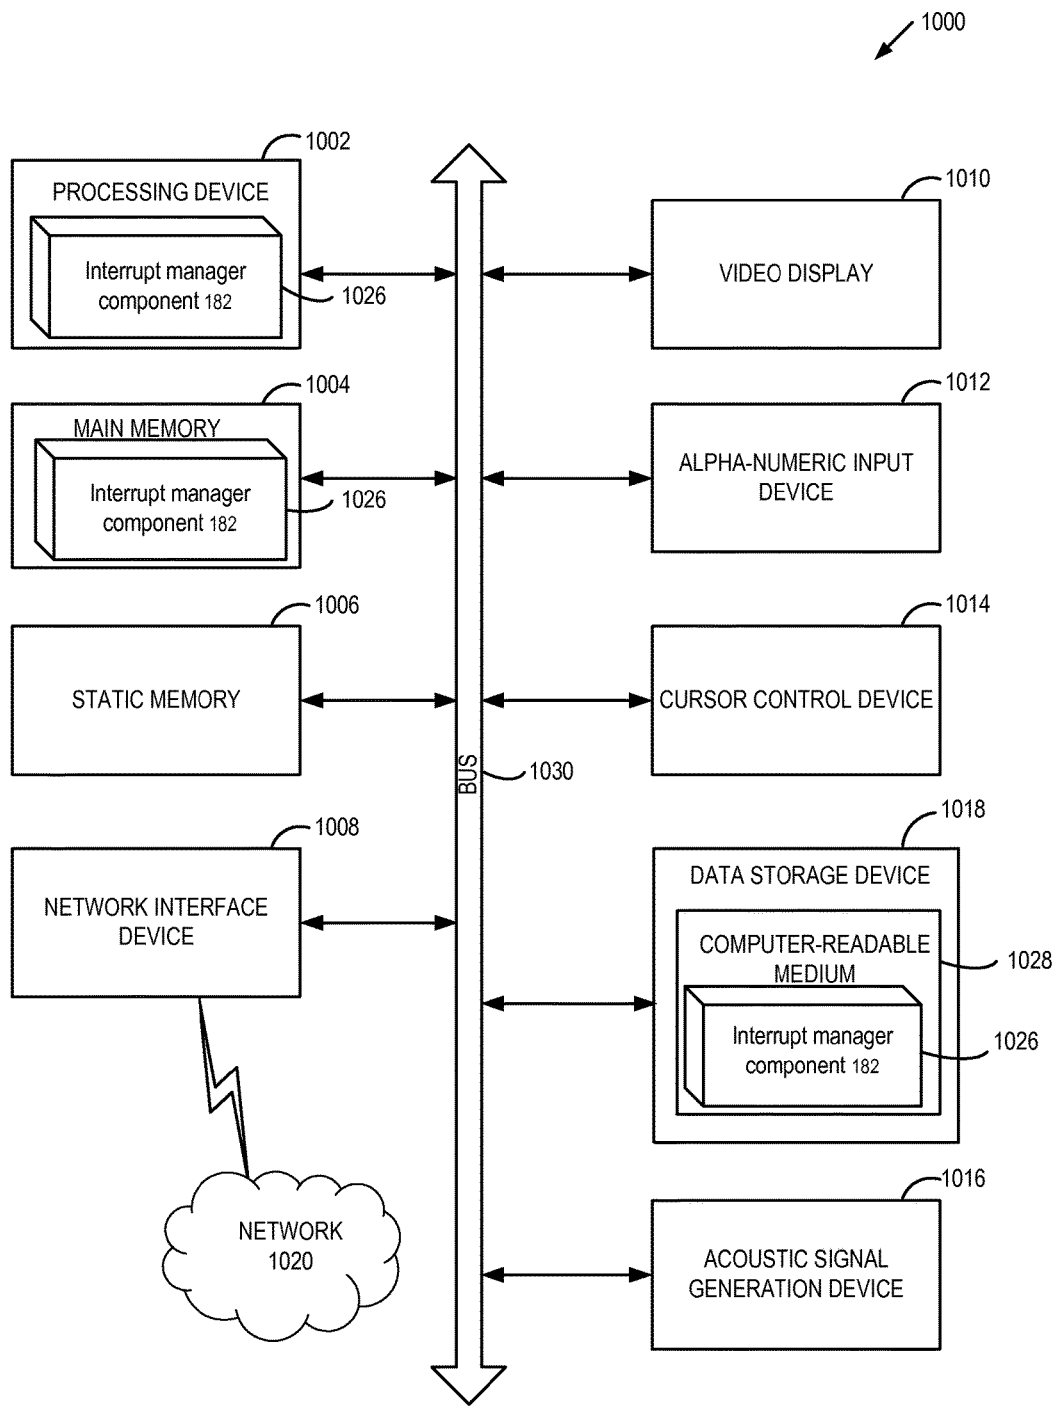 1000
1002
PROCESSING DEVICE
Interrupt manager
component 182
1026
1004
MAIN MEMORY
Interrupt manager
component 182
1026
1006
STATIC MEMORY
1008
NETWORK INTERFACE
DEVICE
NETWORK
1020
BUS
1030
1010
VIDEO DISPLAY
1012
ALPHA-NUMERIC INPUT
DEVICE
1014
CURSOR CONTROL DEVICE
1018
DATA STORAGE DEVICE
COMPUTER-READABLE
MEDIUM
1028
Interrupt manager
component 182
1026
1016
ACOUSTIC SIGNAL
GENERATION DEVICE